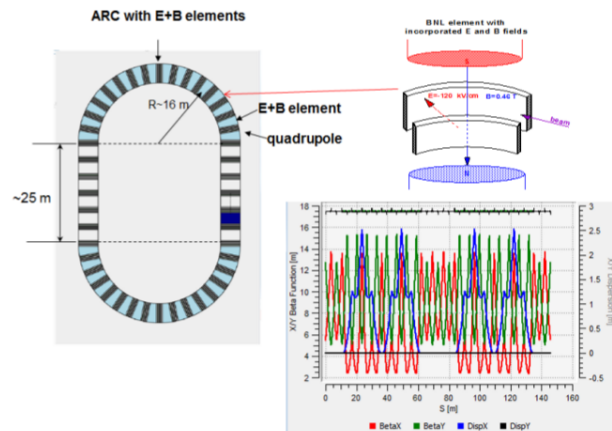 ARC with E+B elements
BNL element with
incorporated E and B fields
S
R~16 m
E=-120 kV/cm
B=0.46 T
E+B element
quadrupole
beam
~25 m
N
X/Y Beta Function [m]
18
16
14
12
10
8
6
4
2
3
2.5
2
1.5
1
0.5
0
-0.5
X/Y Dispersion [m]
0 20 40 60 80 100 120 140 160
S [m]
BetaX BetaY DispX DispY